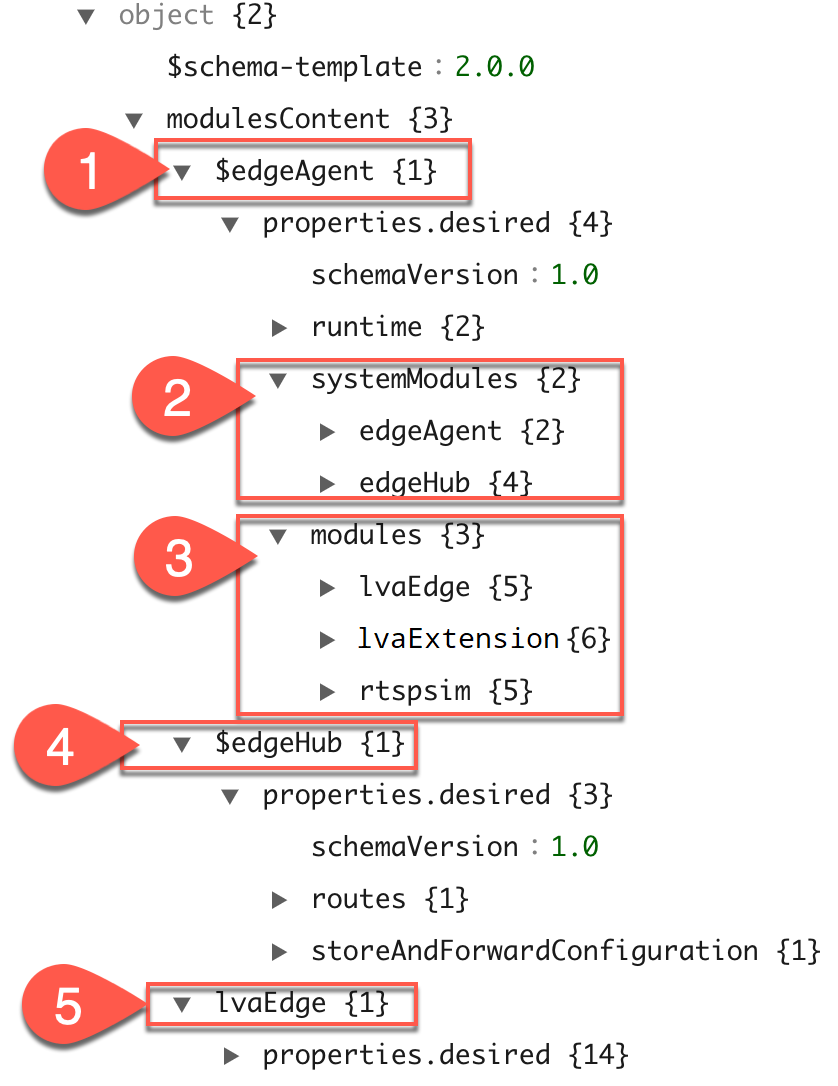 object {2}
$schema-template : 2.0.0
modulesContent {3}
1 $edgeAgent {1}
properties.desired {4}
schemaVersion : 1.0
runtime {2}
2 systemModules {2}
edgeAgent {2}
edgeHub {4}
3 modules {3}
lvaEdge {5}
lvaExtension {6}
rtspsim {5}
4 $edgeHub {1}
properties.desired {3}
schemaVersion : 1.0
routes {1}
storeAndForwardConfiguration {1}
5 lvaEdge {1}
properties.desired {14}